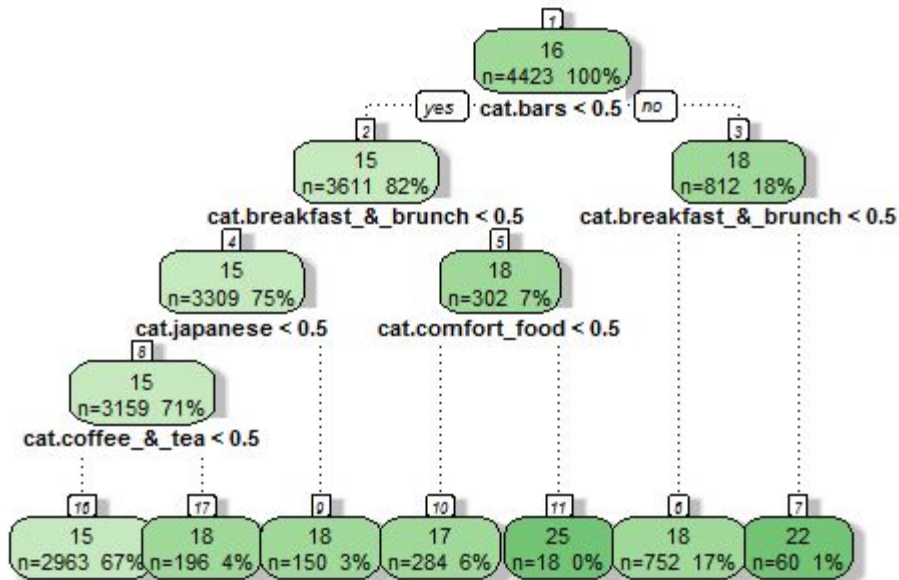 1
16
n=4423 100%
yes cat.bars < 0.5 no
2
15
n=3611 82%
cat.breakfast_&_brunch < 0.5
3
18
n=812 18%
cat.breakfast_&_brunch < 0.5
4
15
n=3309 75%
cat.japanese < 0.5
5
18
n=302 7%
cat.comfort_food < 0.5
8
15
n=3159 71%
cat.coffee_&_tea < 0.5
16
15
n=2963 67%
17
18
n=196 4%
9
18
n=150 3%
10
17
n=284 6%
11
25
n=18 0%
6
18
n=752 17%
7
22
n=60 1%